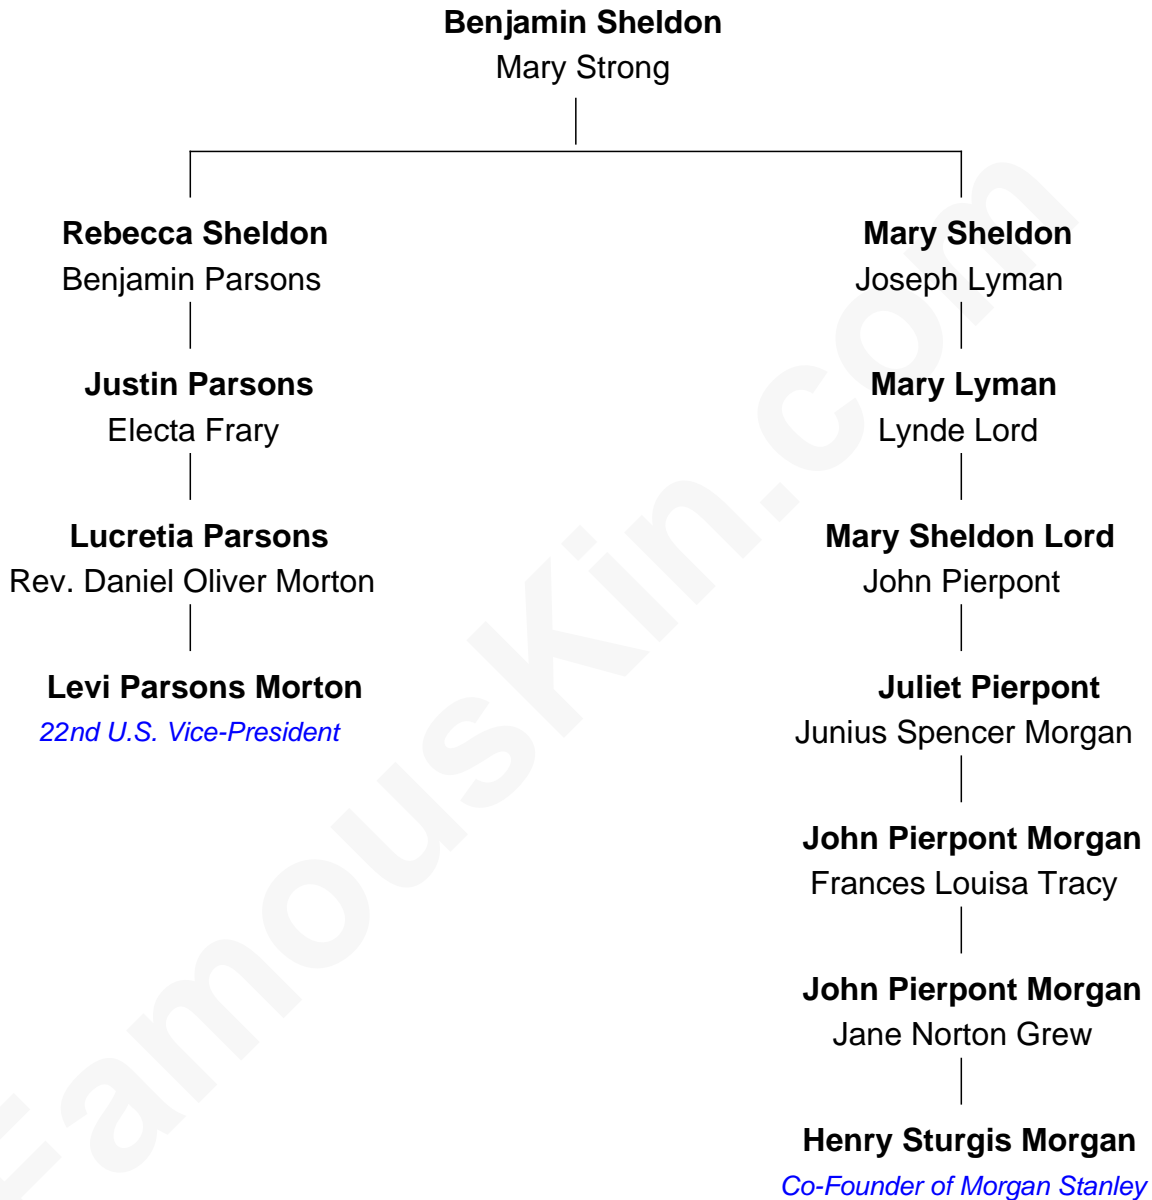 Benjamin Sheldon
Mary Strong
Rebecca Sheldon
Benjamin Parsons
Justin Parsons
Electa Frary
Lucretia Parsons
Rev. Daniel Oliver Morton
Levi Parsons Morton
22nd U.S. Vice-President
Mary Sheldon
Joseph Lyman
Mary Lyman
Lynde Lord
Mary Sheldon Lord
John Pierpont
Juliet Pierpont
Junius Spencer Morgan
John Pierpont Morgan
Frances Louisa Tracy
John Pierpont Morgan
Jane Norton Grew
Henry Sturgis Morgan
Co-Founder of Morgan Stanley
FamousKin.com